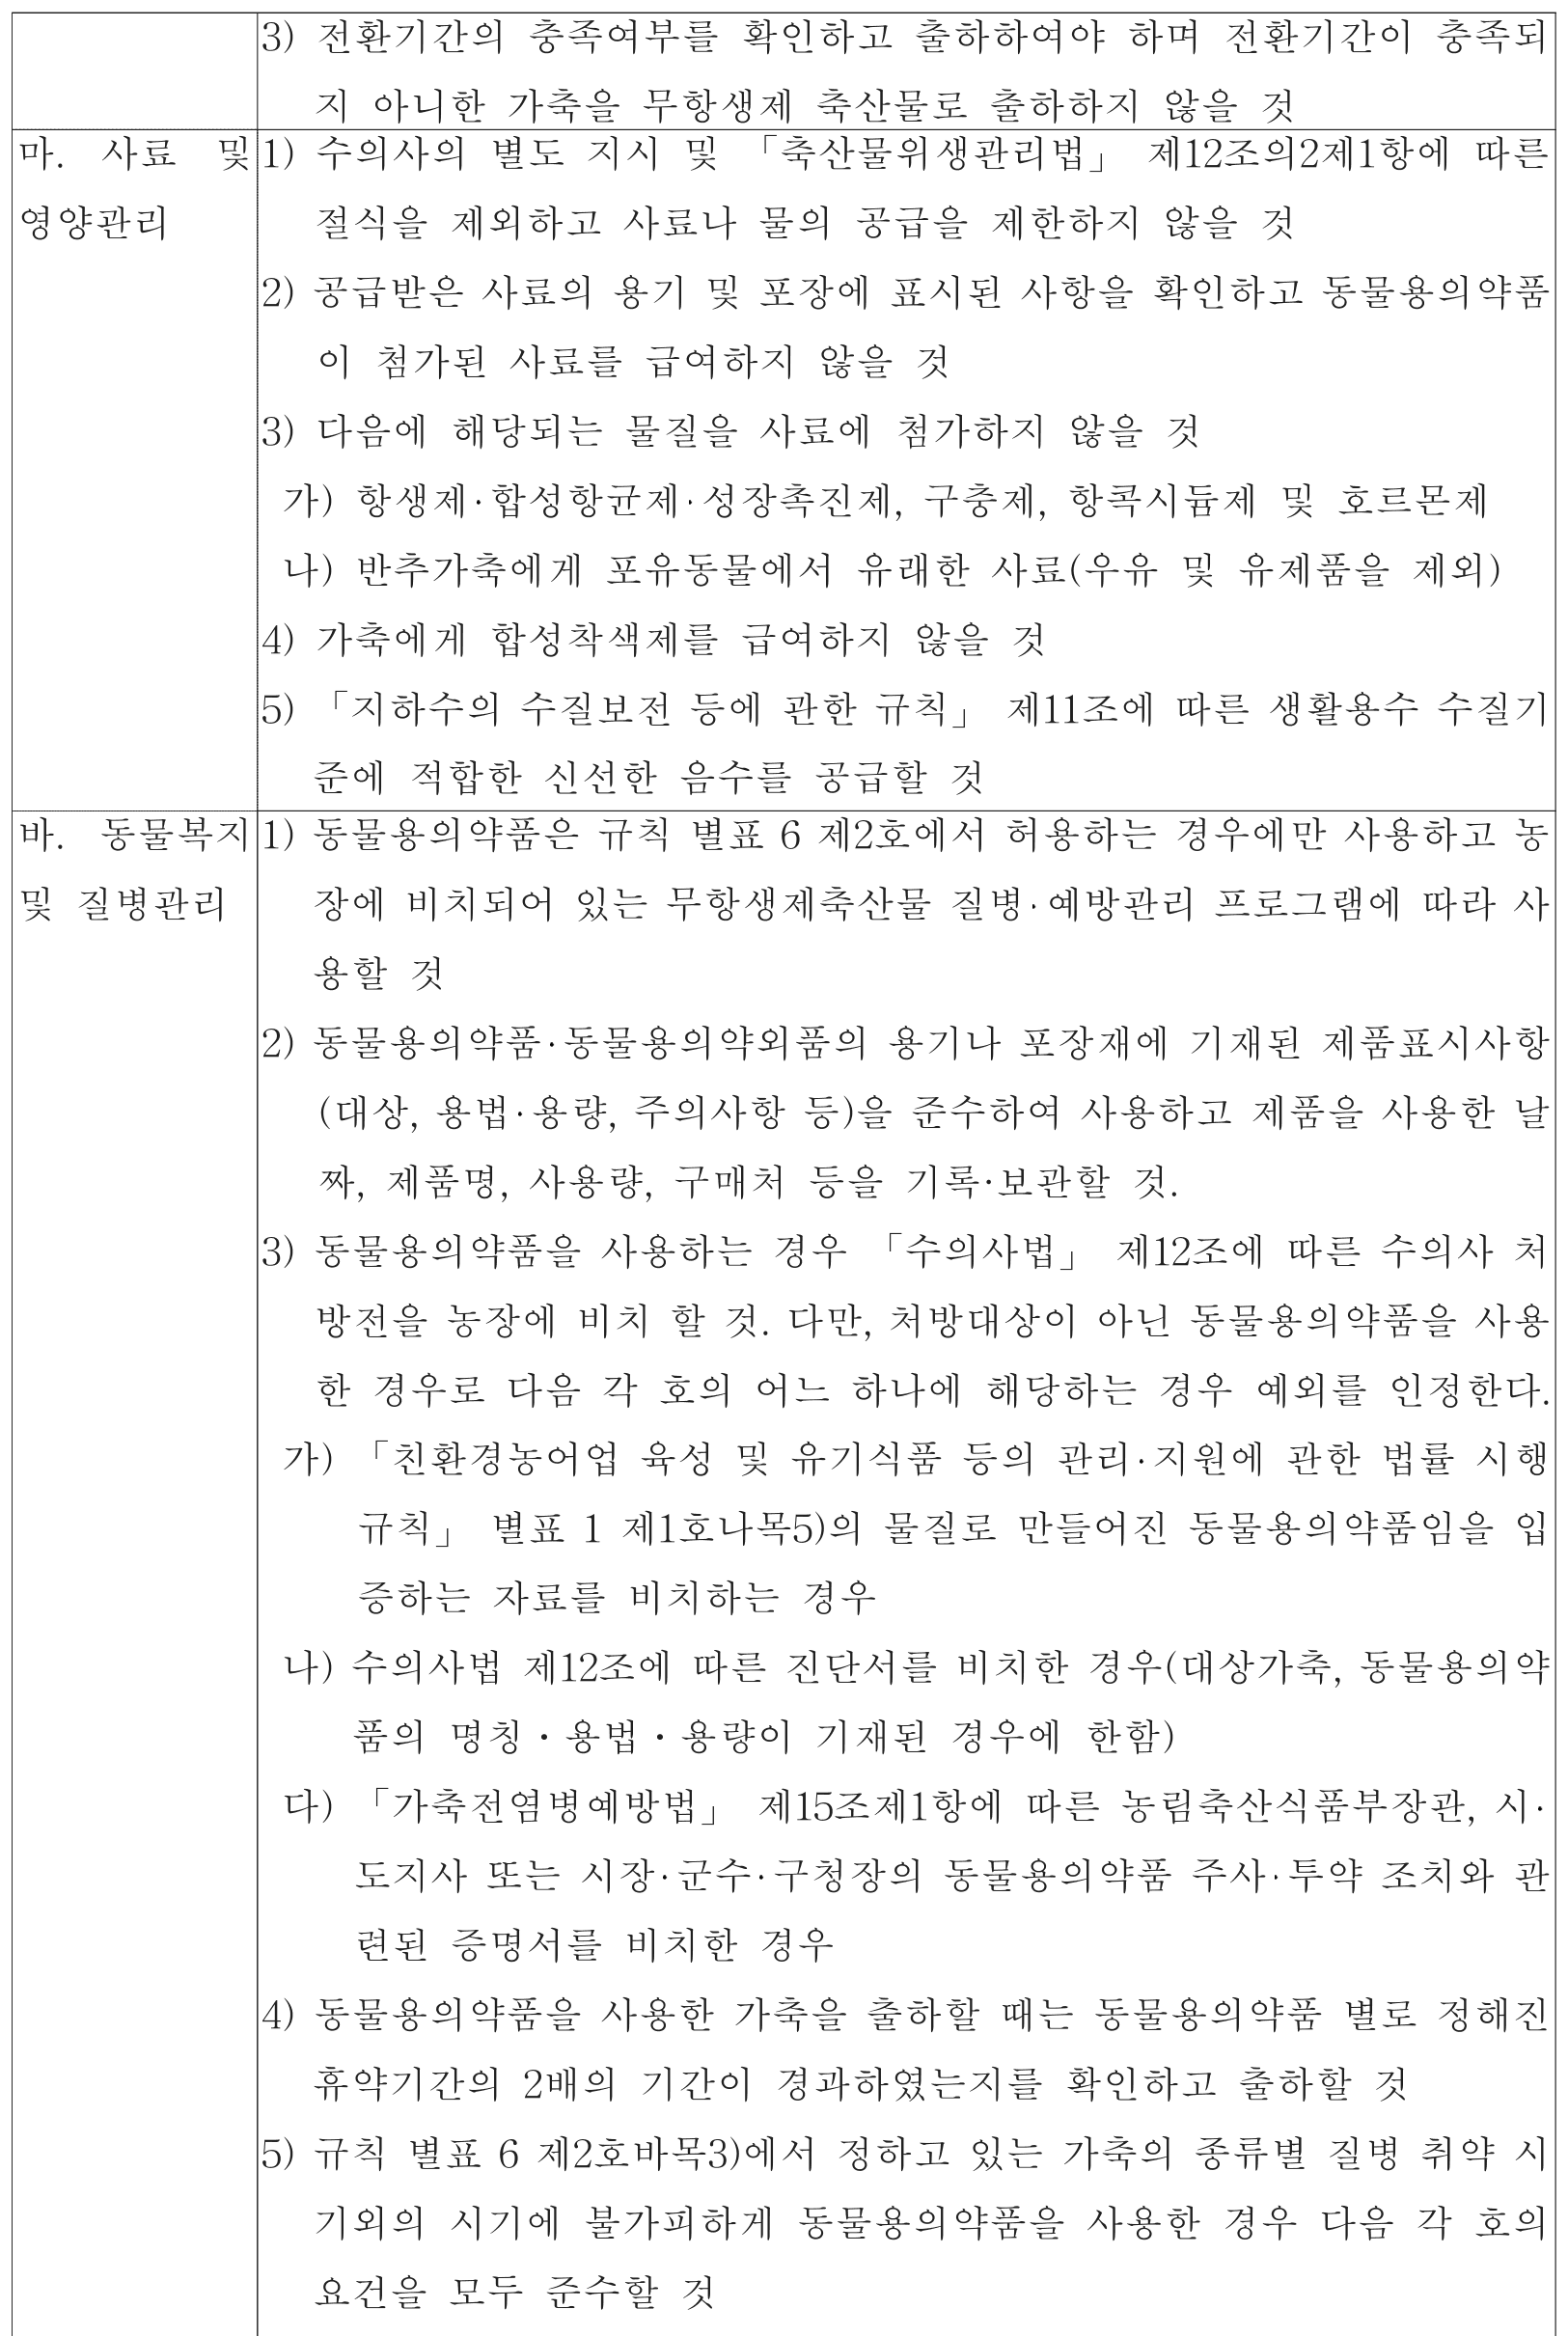 3) 전환기간의 충족여부를 확인하고 출하하여야 하며 전환기간이 충족되
지 아니한 가축을 무항생제 축산물로 출하하지 않을 것
마. 사료 및
영양관리
1) 수의사의 별도 지시 및 「축산물위생관리법」 제12조의2제1항에 따른
절식을 제외하고 사료나 물의 공급을 제한하지 않을 것
2) 공급받은 사료의 용기 및 포장에 표시된 사항을 확인하고 동물용의약품
이 첨가된 사료를 급여하지 않을 것
3) 다음에 해당되는 물질을 사료에 첨가하지 않을 것
가) 항생제·합성항균제·성장촉진제, 구충제, 항콕시듐제 및 호르몬제
나) 반추가축에게 포유동물에서 유래한 사료(우유 및 유제품을 제외)
4) 가축에게 합성착색제를 급여하지 않을 것
5) 「지하수의 수질보전 등에 관한 규칙」 제11조에 따른 생활용수 수질기
준에 적합한 신선한 음수를 공급할 것
바. 동물복지
및 질병관리
1) 동물용의약품은 규칙 별표 6 제2호에서 허용하는 경우에만 사용하고 농
장에 비치되어 있는 무항생제축산물 질병·예방관리 프로그램에 따라 사
용할 것
2) 동물용의약품·동물용의약외품의 용기나 포장재에 기재된 제품표시사항
(대상, 용법·용량, 주의사항 등)을 준수하여 사용하고 제품을 사용한 날
짜, 제품명, 사용량, 구매처 등을 기록·보관할 것.
3) 동물용의약품을 사용하는 경우 「수의사법」 제12조에 따른 수의사 처
방전을 농장에 비치 할 것. 다만, 처방대상이 아닌 동물용의약품을 사용
한 경우로 다음 각 호의 어느 하나에 해당하는 경우 예외를 인정한다.
가) 「친환경농어업 육성 및 유기식품 등의 관리·지원에 관한 법률 시행
규칙」 별표 1 제1호나목5)의 물질로 만들어진 동물용의약품임을 입
증하는 자료를 비치하는 경우
나) 수의사법 제12조에 따른 진단서를 비치한 경우(대상가축, 동물용의약
품의 명칭・용법・용량이 기재된 경우에 한함)
다) 「가축전염병예방법」 제15조제1항에 따른 농림축산식품부장관, 시·
도지사 또는 시장·군수·구청장의 동물용의약품 주사·투약 조치와 관
련된 증명서를 비치한 경우
4) 동물용의약품을 사용한 가축을 출하할 때는 동물용의약품 별로 정해진
휴약기간의 2배의 기간이 경과하였는지를 확인하고 출하할 것
5) 규칙 별표 6 제2호바목3)에서 정하고 있는 가축의 종류별 질병 취약 시
기외의 시기에 불가피하게 동물용의약품을 사용한 경우 다음 각 호의
요건을 모두 준수할 것